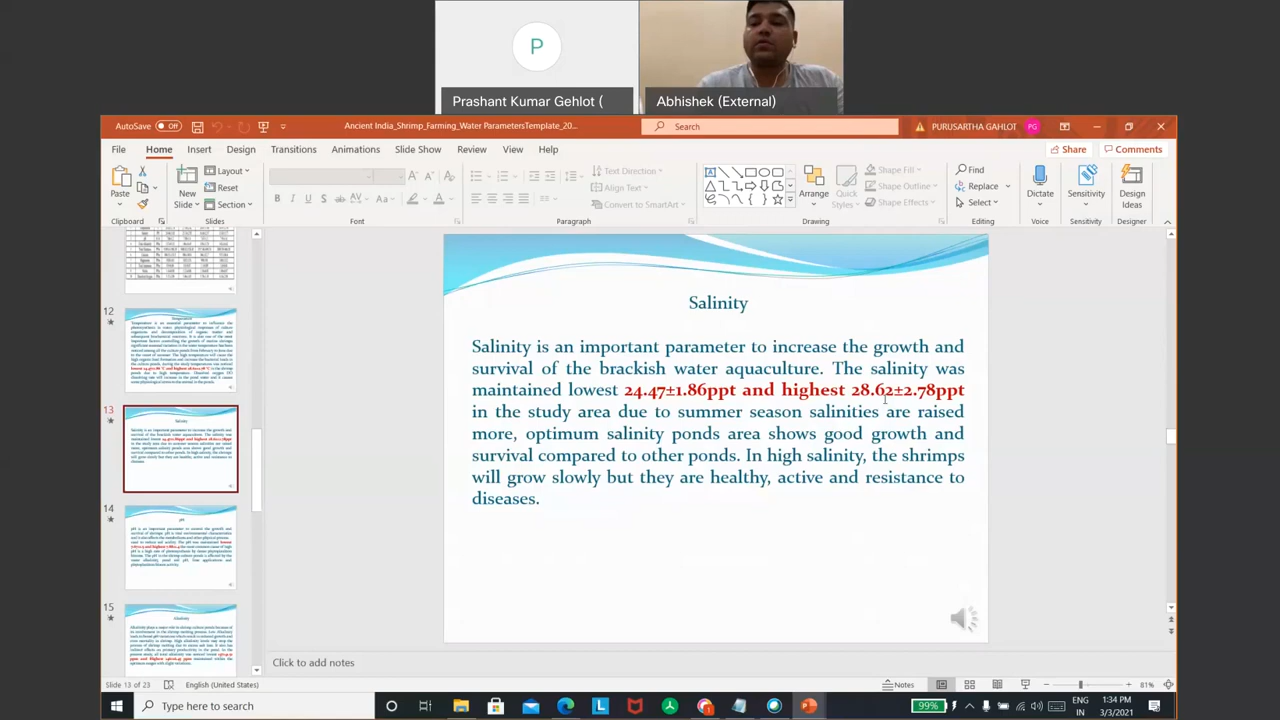 P
Prashant Kumar Gehlot (
Abhishek (External)
AutoSave Off
Ancient India_Shrimp_Farming_Water ParametersTemplate_20...
Search
PURUSARTHA GAHLOT
PG
File Home Insert Design Transitions Animations Slide Show Review View Help
Share Comments
Paste
New
Slide
Layout
Reset
Section
Text Direction
Align Text
Convert to SmartArt
Arrange
Quick
Styles
Shape Fill
Shape Outline
Shape Effects
Find
Replace
Select
Dictate
Sensitivity
Design
Ideas
Clipboard Slides Font Paragraph Drawing Editing Voice Sensitivity Designer
12
13
14
15
Salinity
Salinity is an important parameter to increase the growth and
survival of the brackish water aquaculture. The salinity was
maintained lowest 24.47±1.86ppt and highest 28.62±2.78ppt
in the study area due to summer season salinities are raised
more, optimum salinity ponds area shows good growth and
survival compared to other ponds. In high salinity, the shrimps
will grow slowly but they are healthy, active and resistance to
diseases.
Click to add notes
Slide 13 of 23 English (United States) Notes 81%
Type here to search
99%
ENG
IN
1:34 PM
3/3/2021